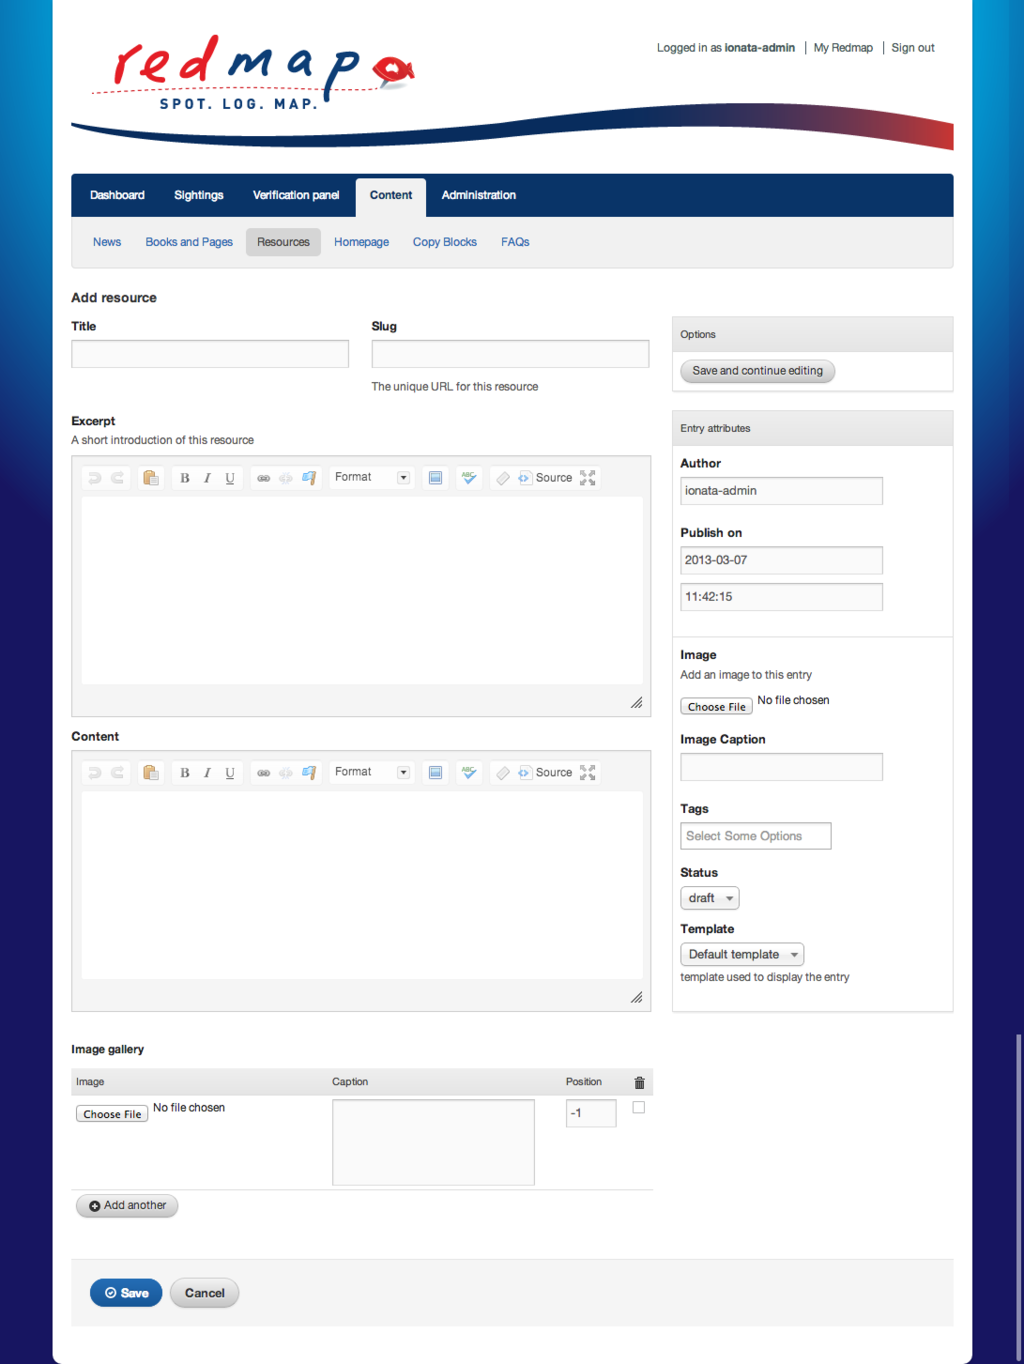 redmap
SPOT. LOG. MAP.
Logged in as ionata-admin | My Redmap | Sign out
Dashboard Sightings Verification panel Content Administration
News Books and Pages Resources Homepage Copy Blocks FAQs
Add resource
Title
Slug
The unique URL for this resource
Excerpt
A short introduction of this resource
B I U Format ABC Source
Content
B I U Format ABC Source
Options
Save and continue editing
Entry attributes
Author
ionata-admin
Publish on
2013-03-07
11:42:15
Image
Add an image to this entry
Choose File No file chosen
Image Caption
Tags
Select Some Options
Status
draft
Template
Default template
template used to display the entry
Image gallery
Image Caption Position
Choose File No file chosen -1
Add another
Save Cancel